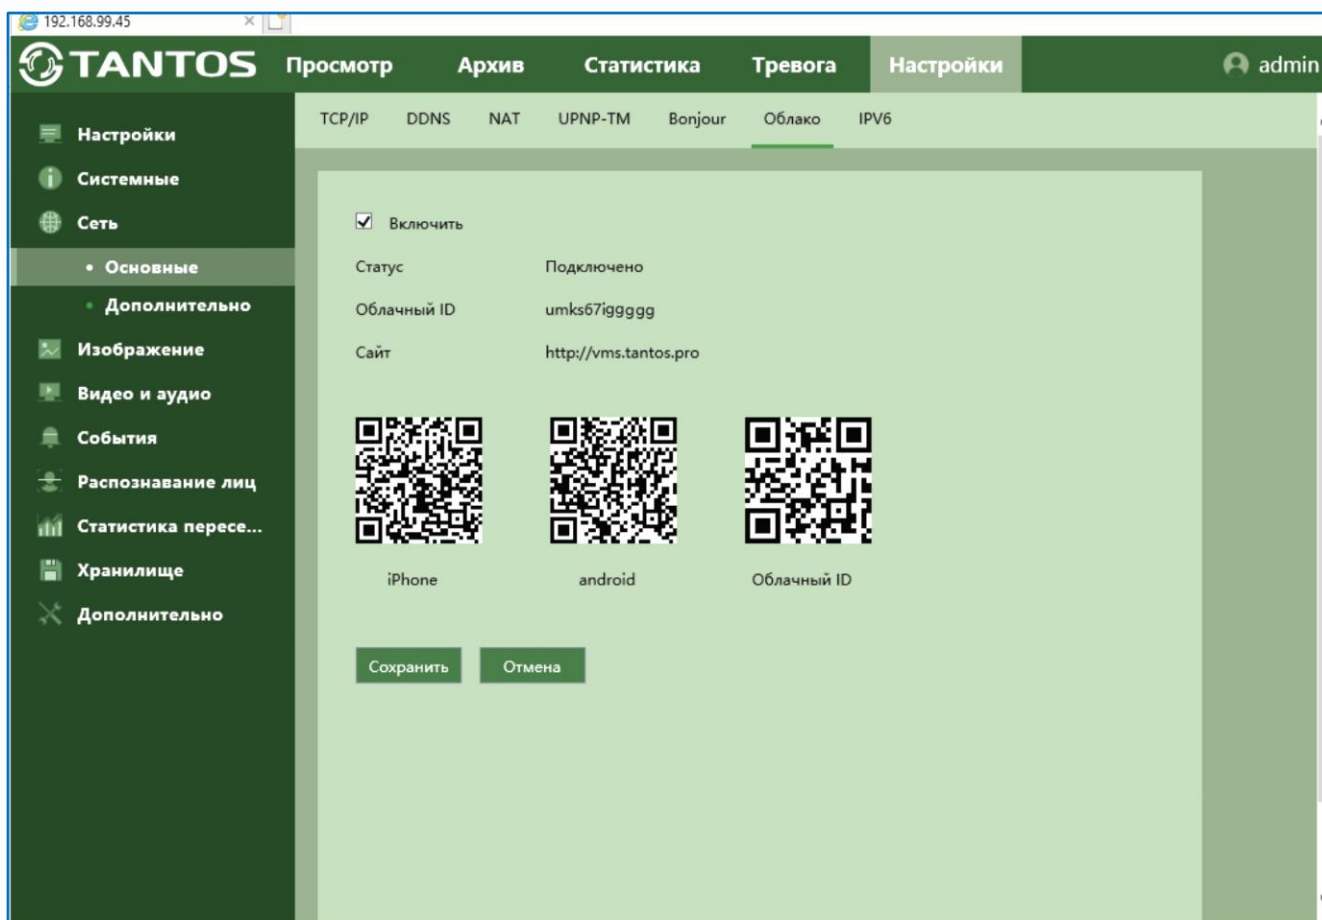 192.168.99.45
TANTOS Просмотр Архив Статистика Тревога Настройки admin
TCP/IP DDNS NAT UPNP-TM Bonjour Облако IPV6
Настройки
Системные
Сеть
Основные
Дополнительно
Изображение
Видео и аудио
События
Распознавание лиц
Статистика пересе...
Хранилище
Дополнительно
Включить
Статус Подключено
Облачный ID umks67iggggg
Сайт http://vms.tantos.pro
iPhone android Облачный ID
Сохранить Отмена